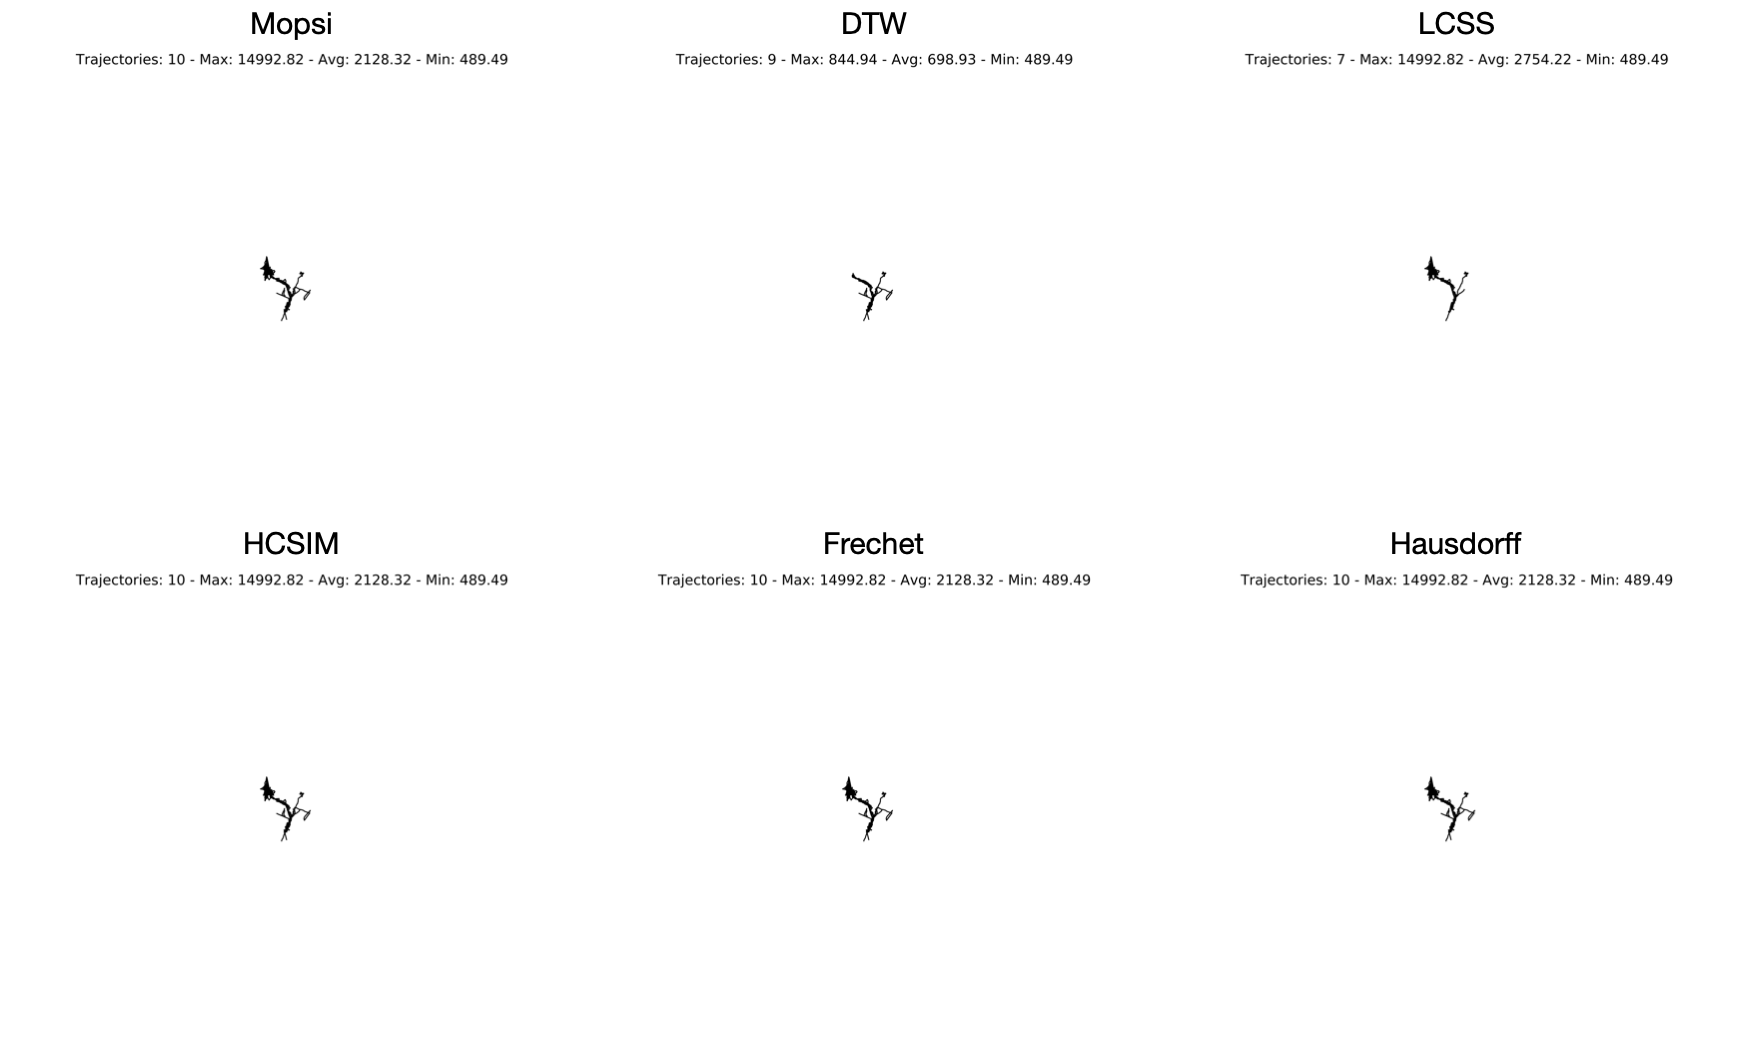 Mopsi
Trajectories: 10 - Max: 14992.82 - Avg: 2128.32 - Min: 489.49
DTW
Trajectories: 9 - Max: 844.94 - Avg: 698.93 - Min: 489.49
LCSS
Trajectories: 7 - Max: 14992.82 - Avg: 2754.22 - Min: 489.49
HCSIM
Trajectories: 10 - Max: 14992.82 - Avg: 2128.32 - Min: 489.49
Frechet
Trajectories: 10 - Max: 14992.82 - Avg: 2128.32 - Min: 489.49
Hausdorff
Trajectories: 10 - Max: 14992.82 - Avg: 2128.32 - Min: 489.49